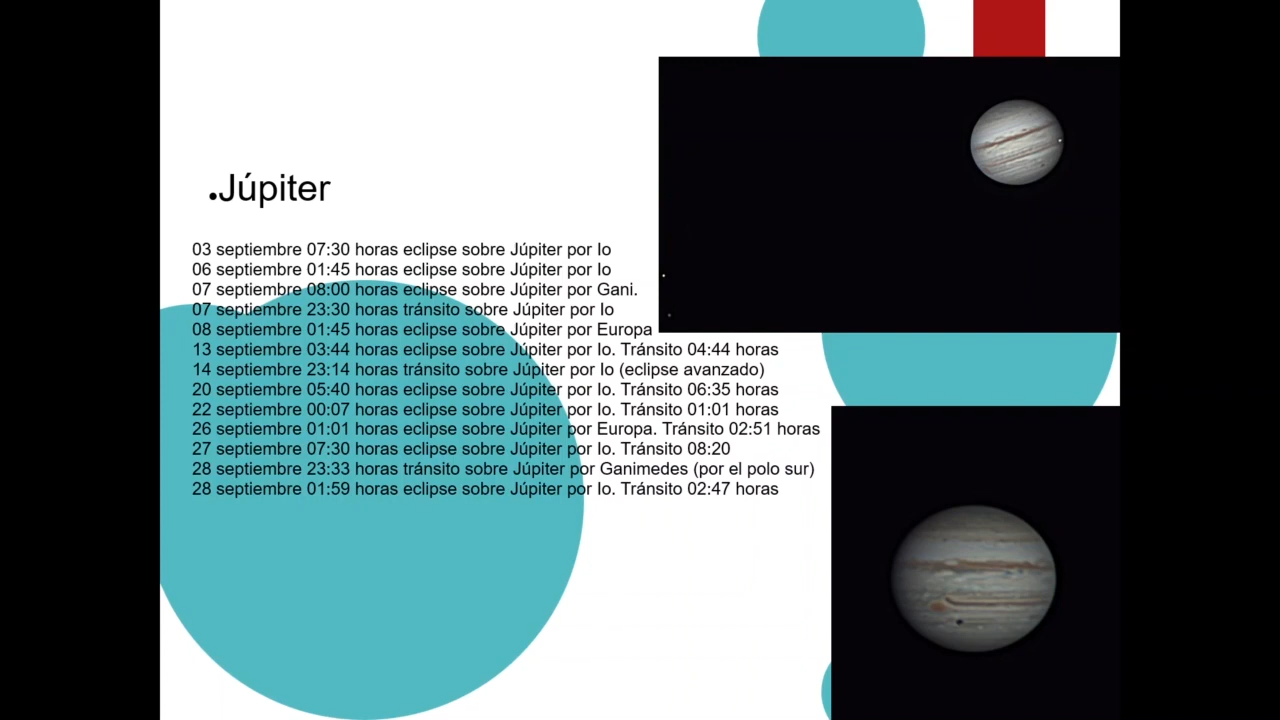 •Júpiter
03 septiembre 07:30 horas eclipse sobre Júpiter por Io
06 septiembre 01:45 horas eclipse sobre Júpiter por Io
07 septiembre 08:00 horas eclipse sobre Júpiter por Gani.
07 septiembre 23:30 horas tránsito sobre Júpiter por Io
08 septiembre 01:45 horas eclipse sobre Júpiter por Europa
13 septiembre 03:44 horas eclipse sobre Júpiter por Io. Tránsito 04:44 horas
14 septiembre 23:14 horas tránsito sobre Júpiter por Io (eclipse avanzado)
20 septiembre 05:40 horas eclipse sobre Júpiter por Io. Tránsito 06:35 horas
22 septiembre 00:07 horas eclipse sobre Júpiter por Io. Tránsito 01:01 horas
26 septiembre 01:01 horas eclipse sobre Júpiter por Europa. Tránsito 02:51 horas
27 septiembre 07:30 horas eclipse sobre Júpiter por Io. Tránsito 08:20
28 septiembre 23:33 horas tránsito sobre Júpiter por Ganimedes (por el polo sur)
28 septiembre 01:59 horas eclipse sobre Júpiter por Io. Tránsito 02:47 horas